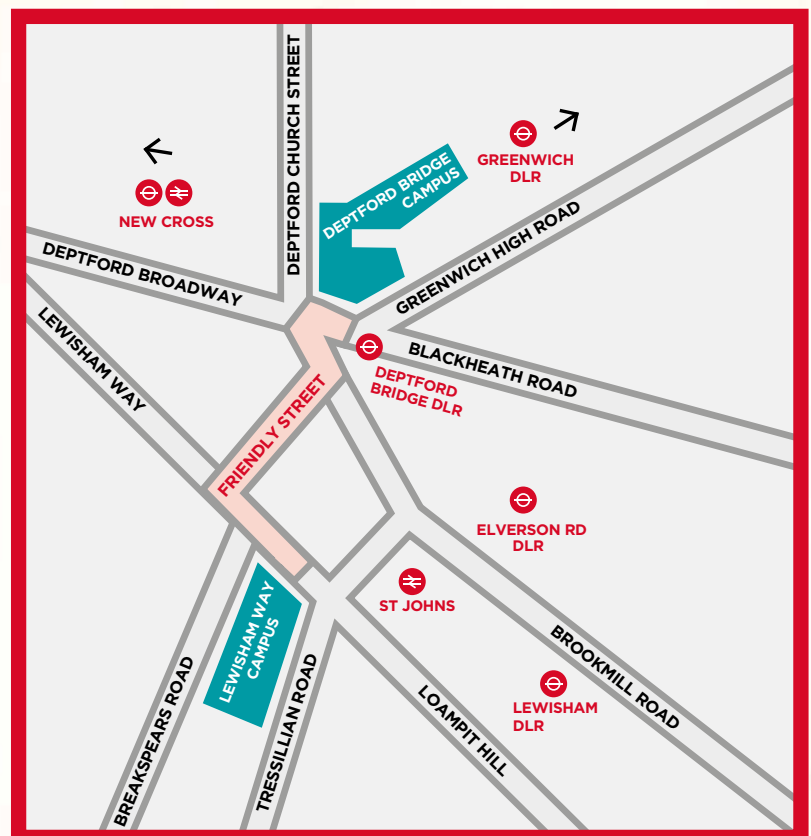 DEPTFORD CHURCH STREET
DEPTFORD BRIDGE
CAMPUS
GREENWICH
DLR
NEW CROSS
DEPTFORD BROADWAY
GREENWICH HIGH ROAD
LEWISHAM WAY
BLACKHEATH ROAD
DEPTFORD
BRIDGE DLR
FRIENDLY STREET
ELVERSON RD
DLR
ST JOHNS
LEWISHAM WAY
CAMPUS
BROOKMILL ROAD
LEWISHAM
DLR
BREAKSPEARS ROAD
TRESSILLIAN ROAD
LOAMPIT HILL